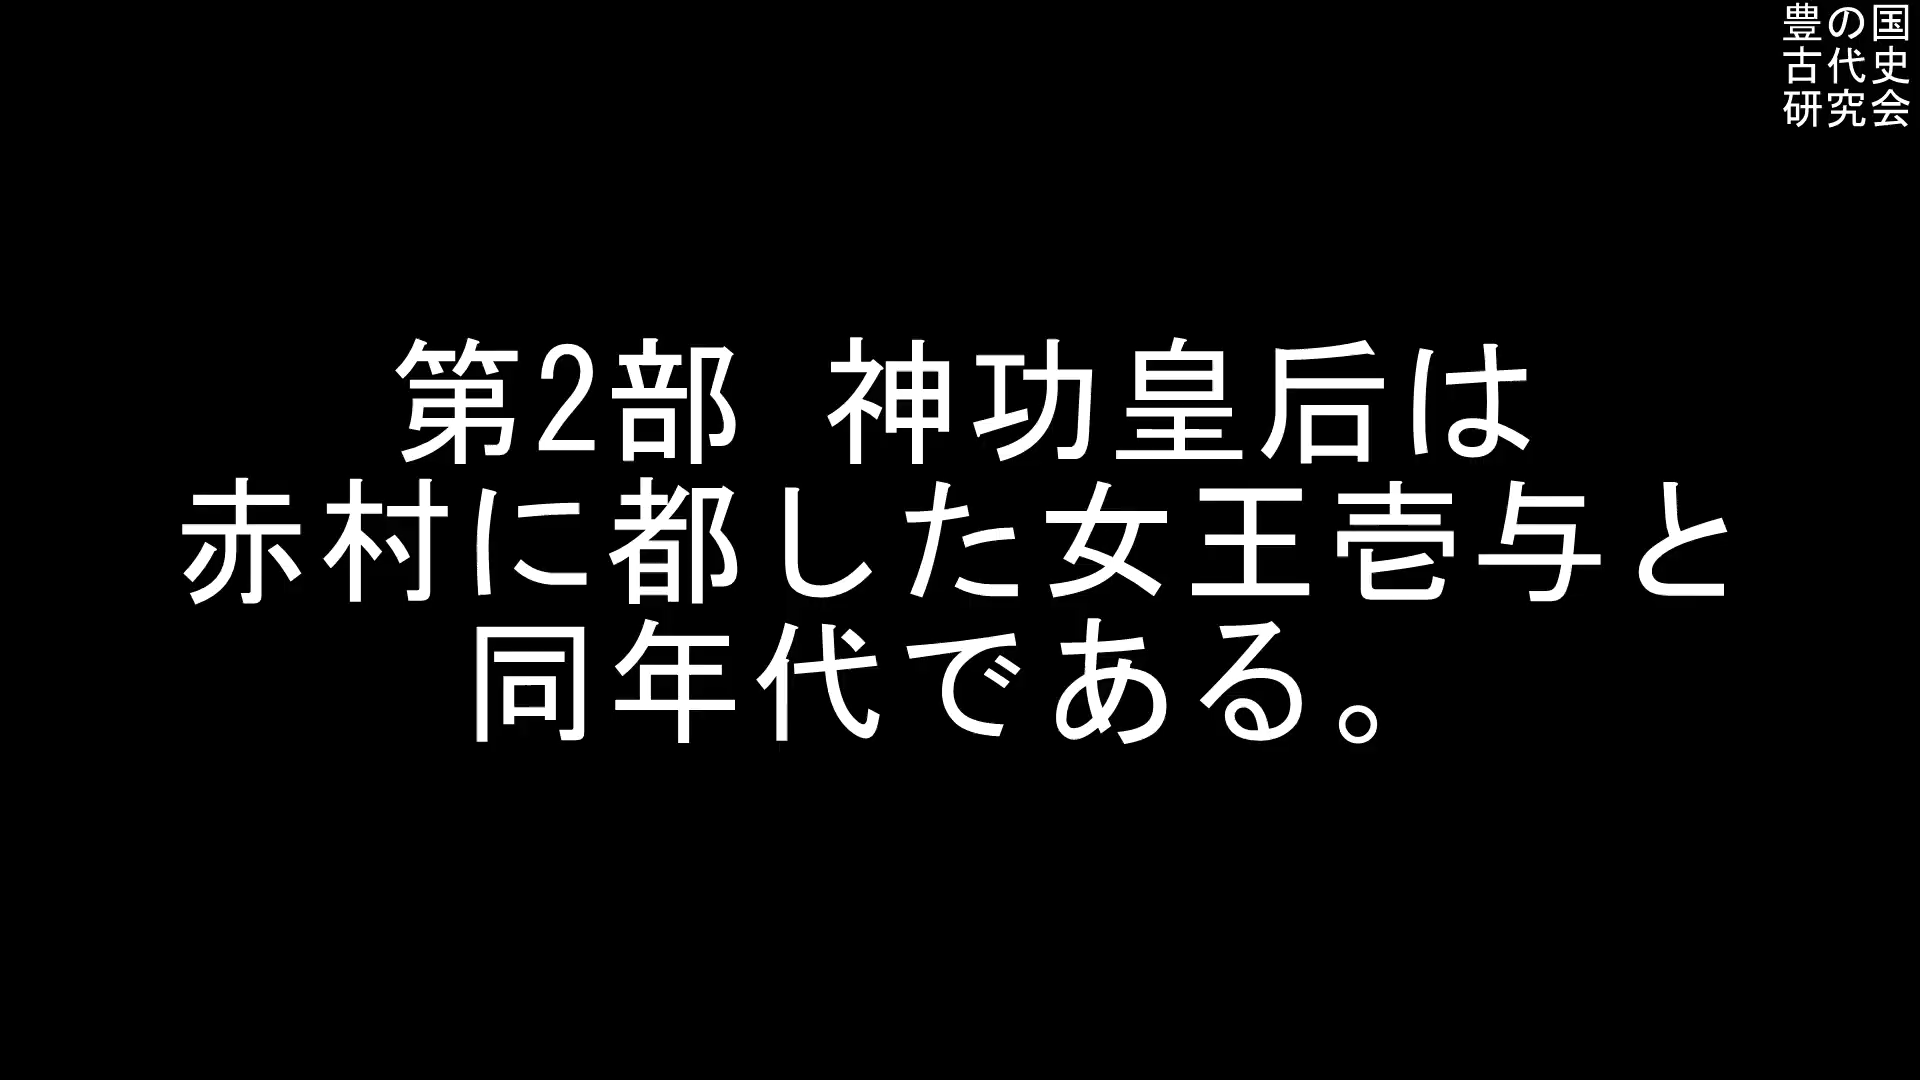 豊の国
古代史
研究会
第2部 神功皇后は
赤村に都した女王壱与と
同年代である。